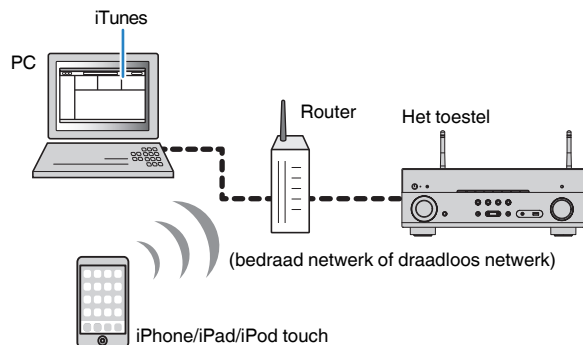 iTunes
PC
Router
Het toestel
(bedraad netwerk of draadloos netwerk)
iPhone/iPad/iPod touch